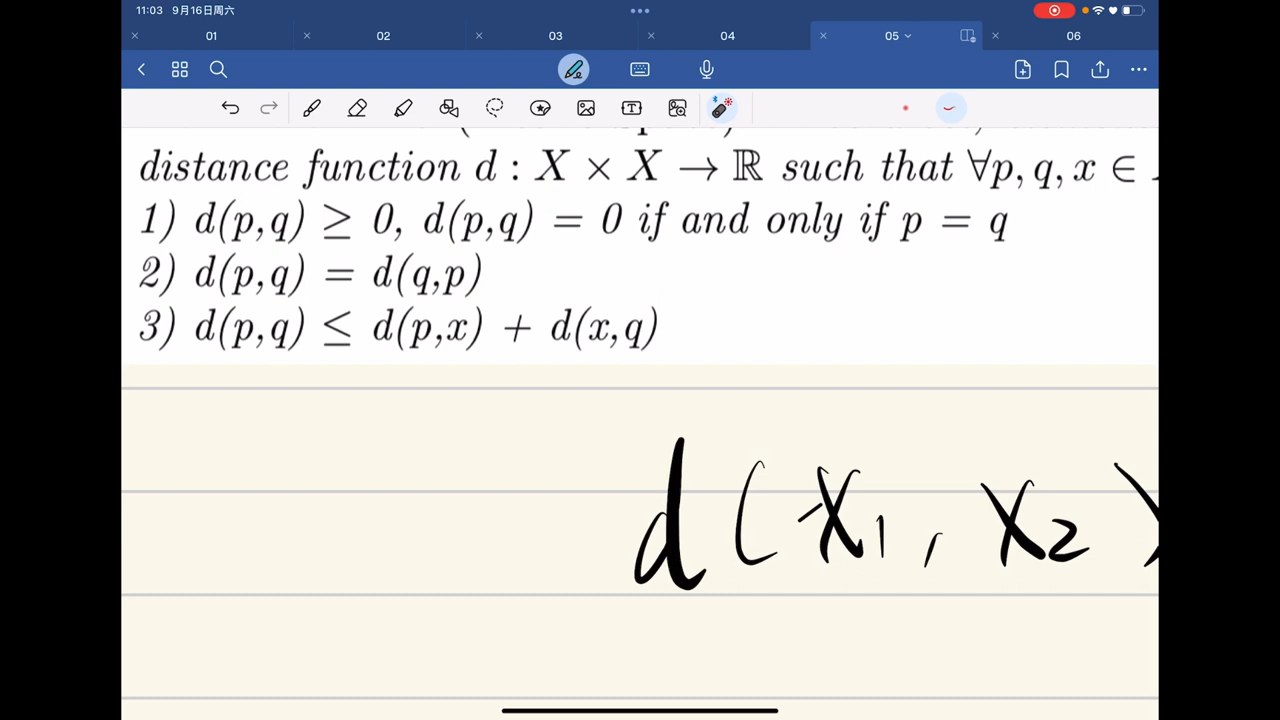 11:03 9月16日周六
01 02 03 04 05 06
distance function d : X × X → ℝ such that ∀p, q, x ∈
1) d(p,q) ≥ 0, d(p,q) = 0 if and only if p = q
2) d(p,q) = d(q,p)
3) d(p,q) ≤ d(p,x) + d(x,q)
d(x₁, x₂)